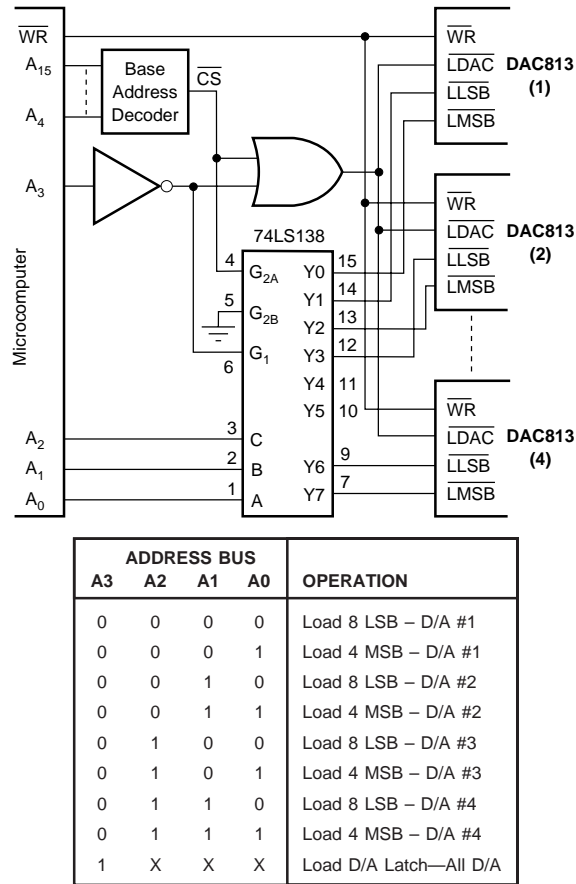 WR
A15
A4
A3
Microcomputer
A2
A1
A0
Base
Address
Decoder
CS
74LS138
4 G2A
5 G2B
6 G1
3 C
2 B
1 A
Y0 15
Y1 14
Y2 13
Y3 12
Y4 11
Y5 10
Y6 9
Y7 7
WR
LDAC
LLSB
LMSB
DAC813
(1)
WR
LDAC
LLSB
LMSB
DAC813
(2)
WR
LDAC
LLSB
LMSB
DAC813
(4)
ADDRESS BUS
A3 A2 A1 A0 OPERATION
0 0 0 0 Load 8 LSB – D/A #1
0 0 0 1 Load 4 MSB – D/A #1
0 0 1 0 Load 8 LSB – D/A #2
0 0 1 1 Load 4 MSB – D/A #2
0 1 0 0 Load 8 LSB – D/A #3
0 1 0 1 Load 4 MSB – D/A #3
0 1 1 0 Load 8 LSB – D/A #4
0 1 1 1 Load 4 MSB – D/A #4
1 X X X Load D/A Latch—All D/A